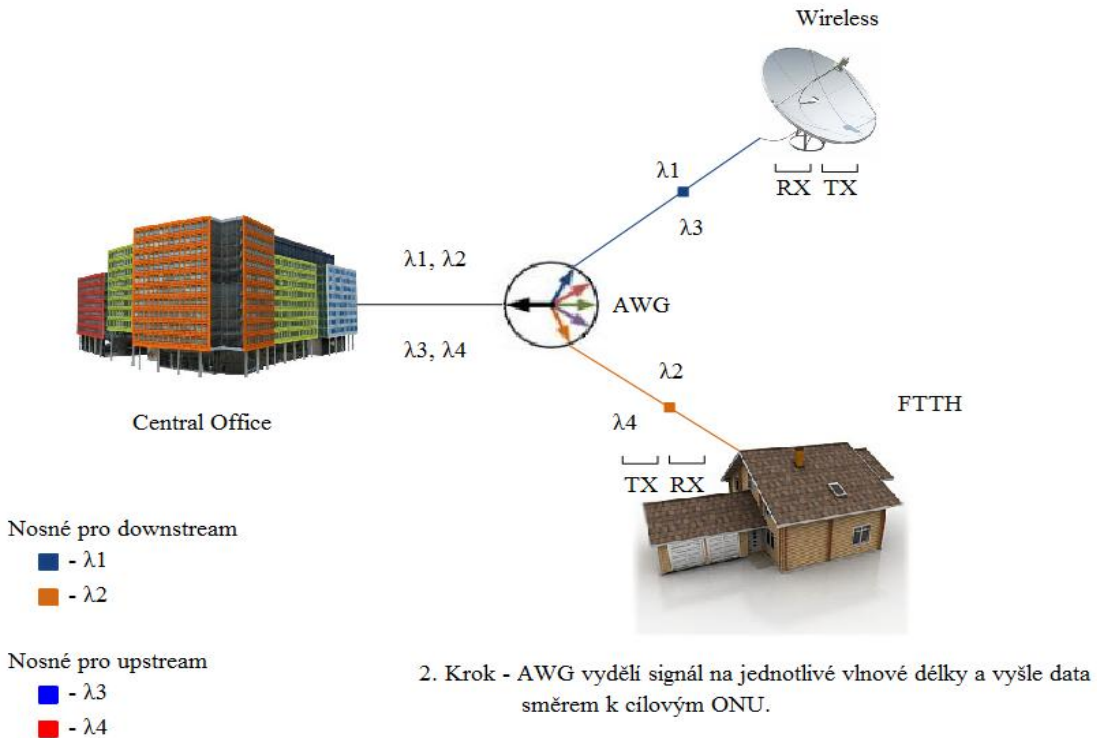 Wireless
λ1
RX TX
λ3
λ1, λ2
AWG
λ3, λ4
λ2
FTTH
Central Office
λ4
TX RX
Nosné pro downstream
- λ1
- λ2
Nosné pro upstream
- λ3
- λ4
2. Krok - AWG vydělí signál na jednotlivé vlnové délky a vyšle data
směrem k cílovým ONU.